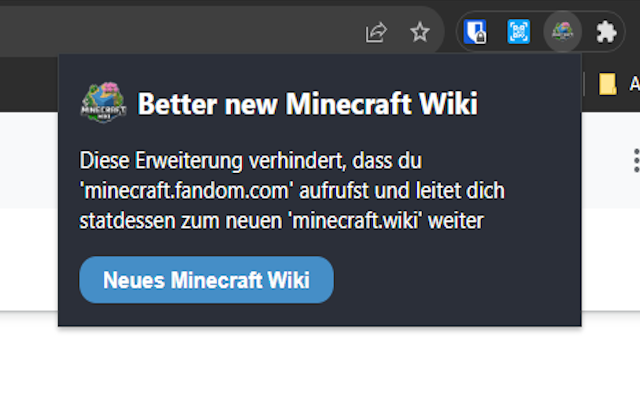 A
Better new Minecraft Wiki
Diese Erweiterung verhindert, dass du
'minecraft.fandom.com' aufrufst und leitet dich
statdessen zum neuen 'minecraft.wiki' weiter
Neues Minecraft Wiki